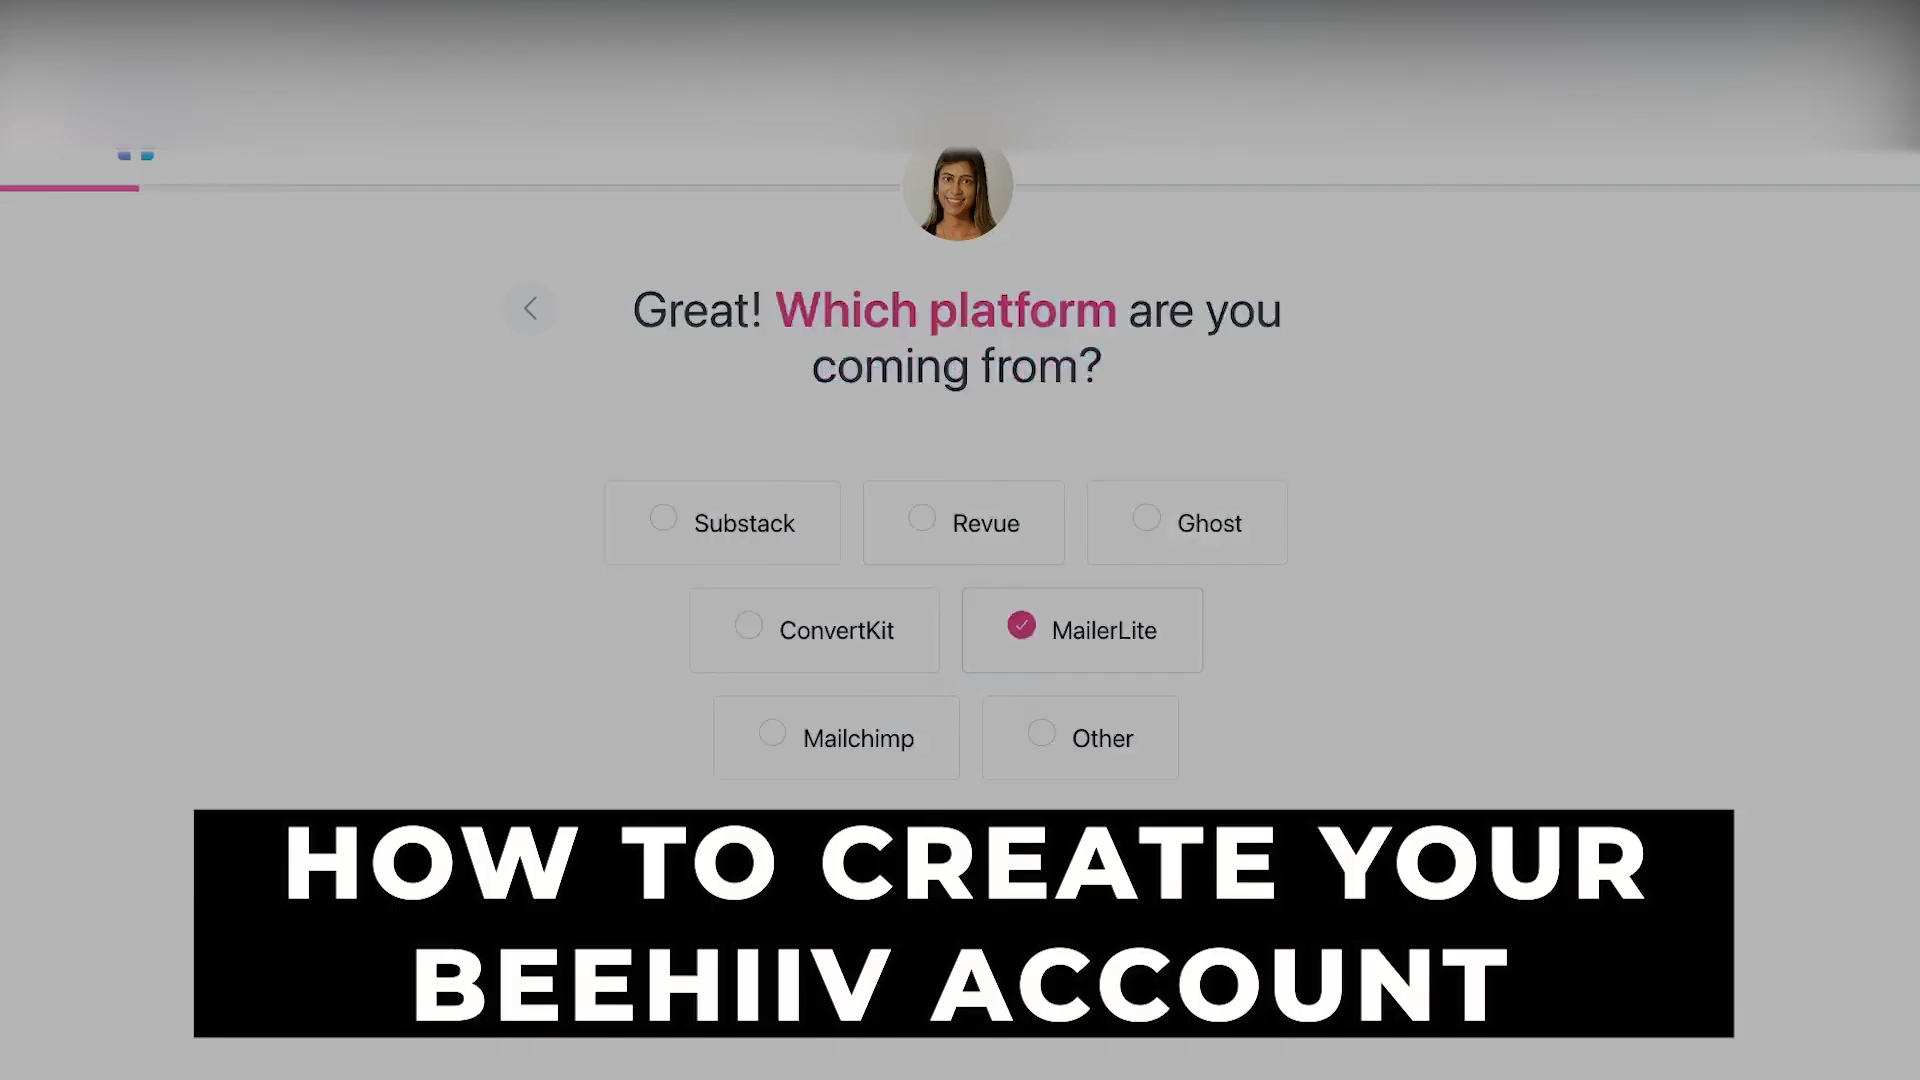 Great! Which platform are you
coming from?
Substack
Revue
Ghost
ConvertKit
MailerLite
Mailchimp
Other
HOW TO CREATE YOUR
BEEHIIV ACCOUNT